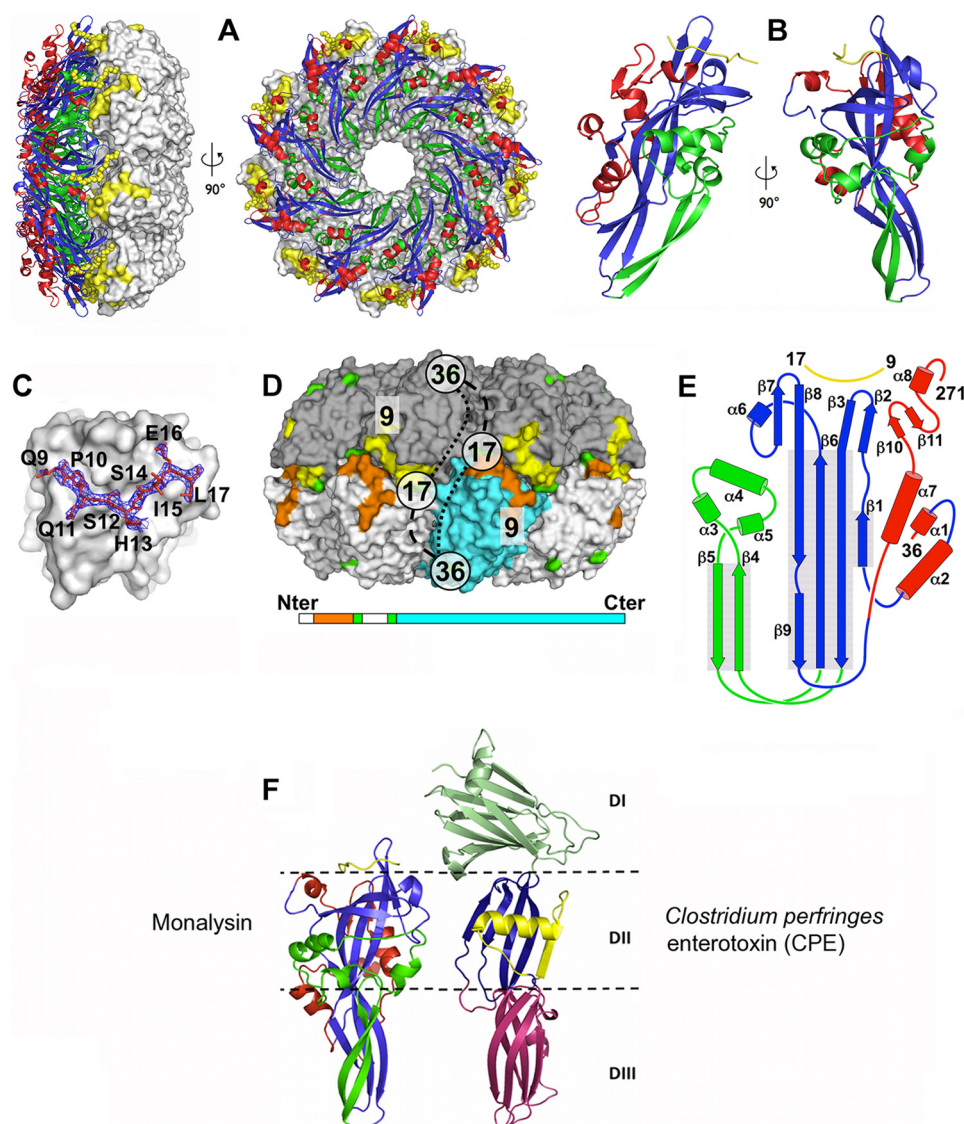 A
90°
B
90°
C
Q9
P10
S14
E16
Q11
S12
I15
L17
H13
D
36
9
17
17
9
36
Nter
Cter
E
17
9
α8
271
β7
β8
β3
β2
α6
β6
β10
β11
α4
α7
β1
α3
α5
α1
36
β5
β4
α2
β9
F
DI
Monalysin
DII
Clostridium perfringes
enterotoxin (CPE)
DIII